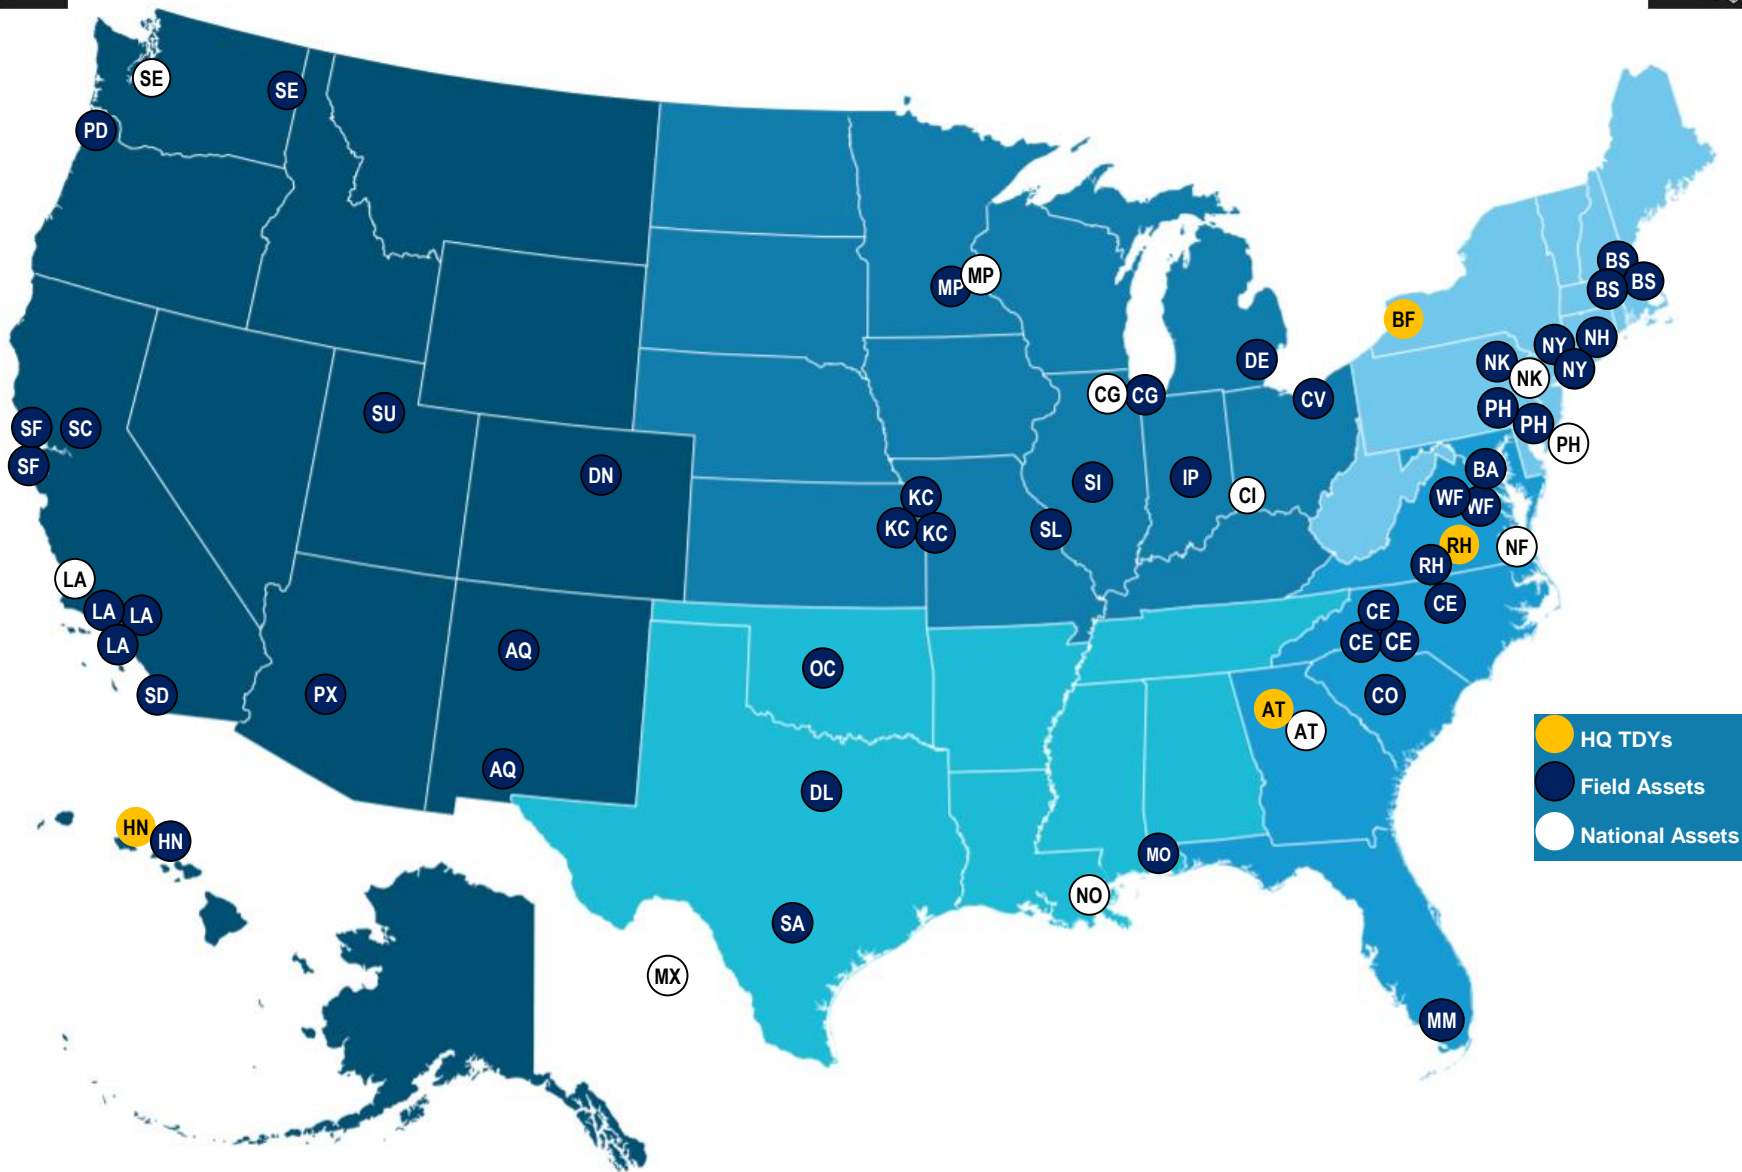 SE
SE
PD
MP
MP
BS
BS
BS
BF
NY
NH
NK
NY
NK
DE
CV
CG
CG
PH
PH
PH
SU
SF
SC
SF
DN
SI
IP
CI
BA
WF
WF
KC
KC
KC
SL
RH
NF
RH
LA
LA
LA
LA
SD
CE
CE
CE
CE
AQ
OC
PX
CO
AT
AT
HQ TDYs
Field Assets
National Assets
AQ
DL
HN
HN
MO
NO
SA
MX
MM